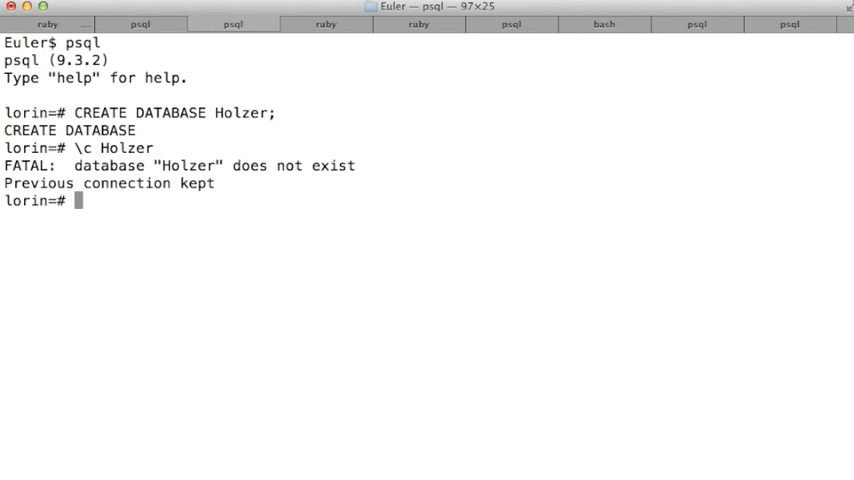 Euler — psql — 97×25
ruby ... psql psql ruby ruby psql bash psql psql
Euler$ psql
psql (9.3.2)
Type "help" for help.
lorin=# CREATE DATABASE Holzer;
CREATE DATABASE
lorin=# \c Holzer
FATAL:  database "Holzer" does not exist
Previous connection kept
lorin=#